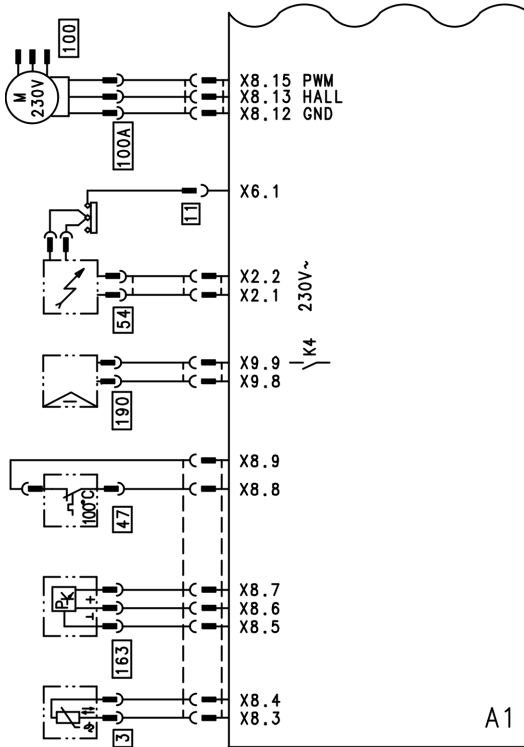 100
M
230V
100A
X8.15 PWM
X8.13 HALL
X8.12 GND
11
X6.1
54
X2.2
X2.1
230V~
190
X9.9
X9.8
K4
100°C
47
X8.9
X8.8
P-K
+
163
X8.7
X8.6
X8.5
3
X8.4
X8.3
A1